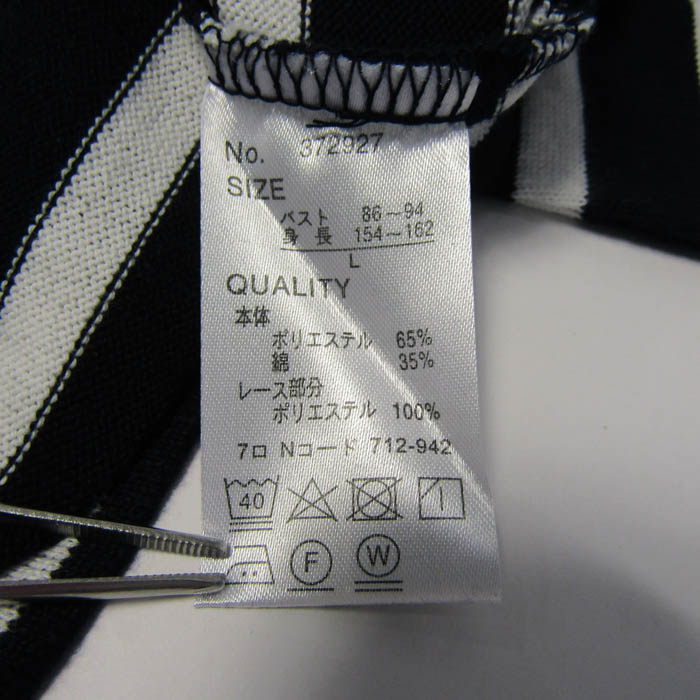 No. 372927
SIZE
バスト 86～94
身長 154～162
L
QUALITY
本体
ポリエステル 65%
綿 35%
レース部分
ポリエステル 100%
7ロ Nコード 712-942
40
F W